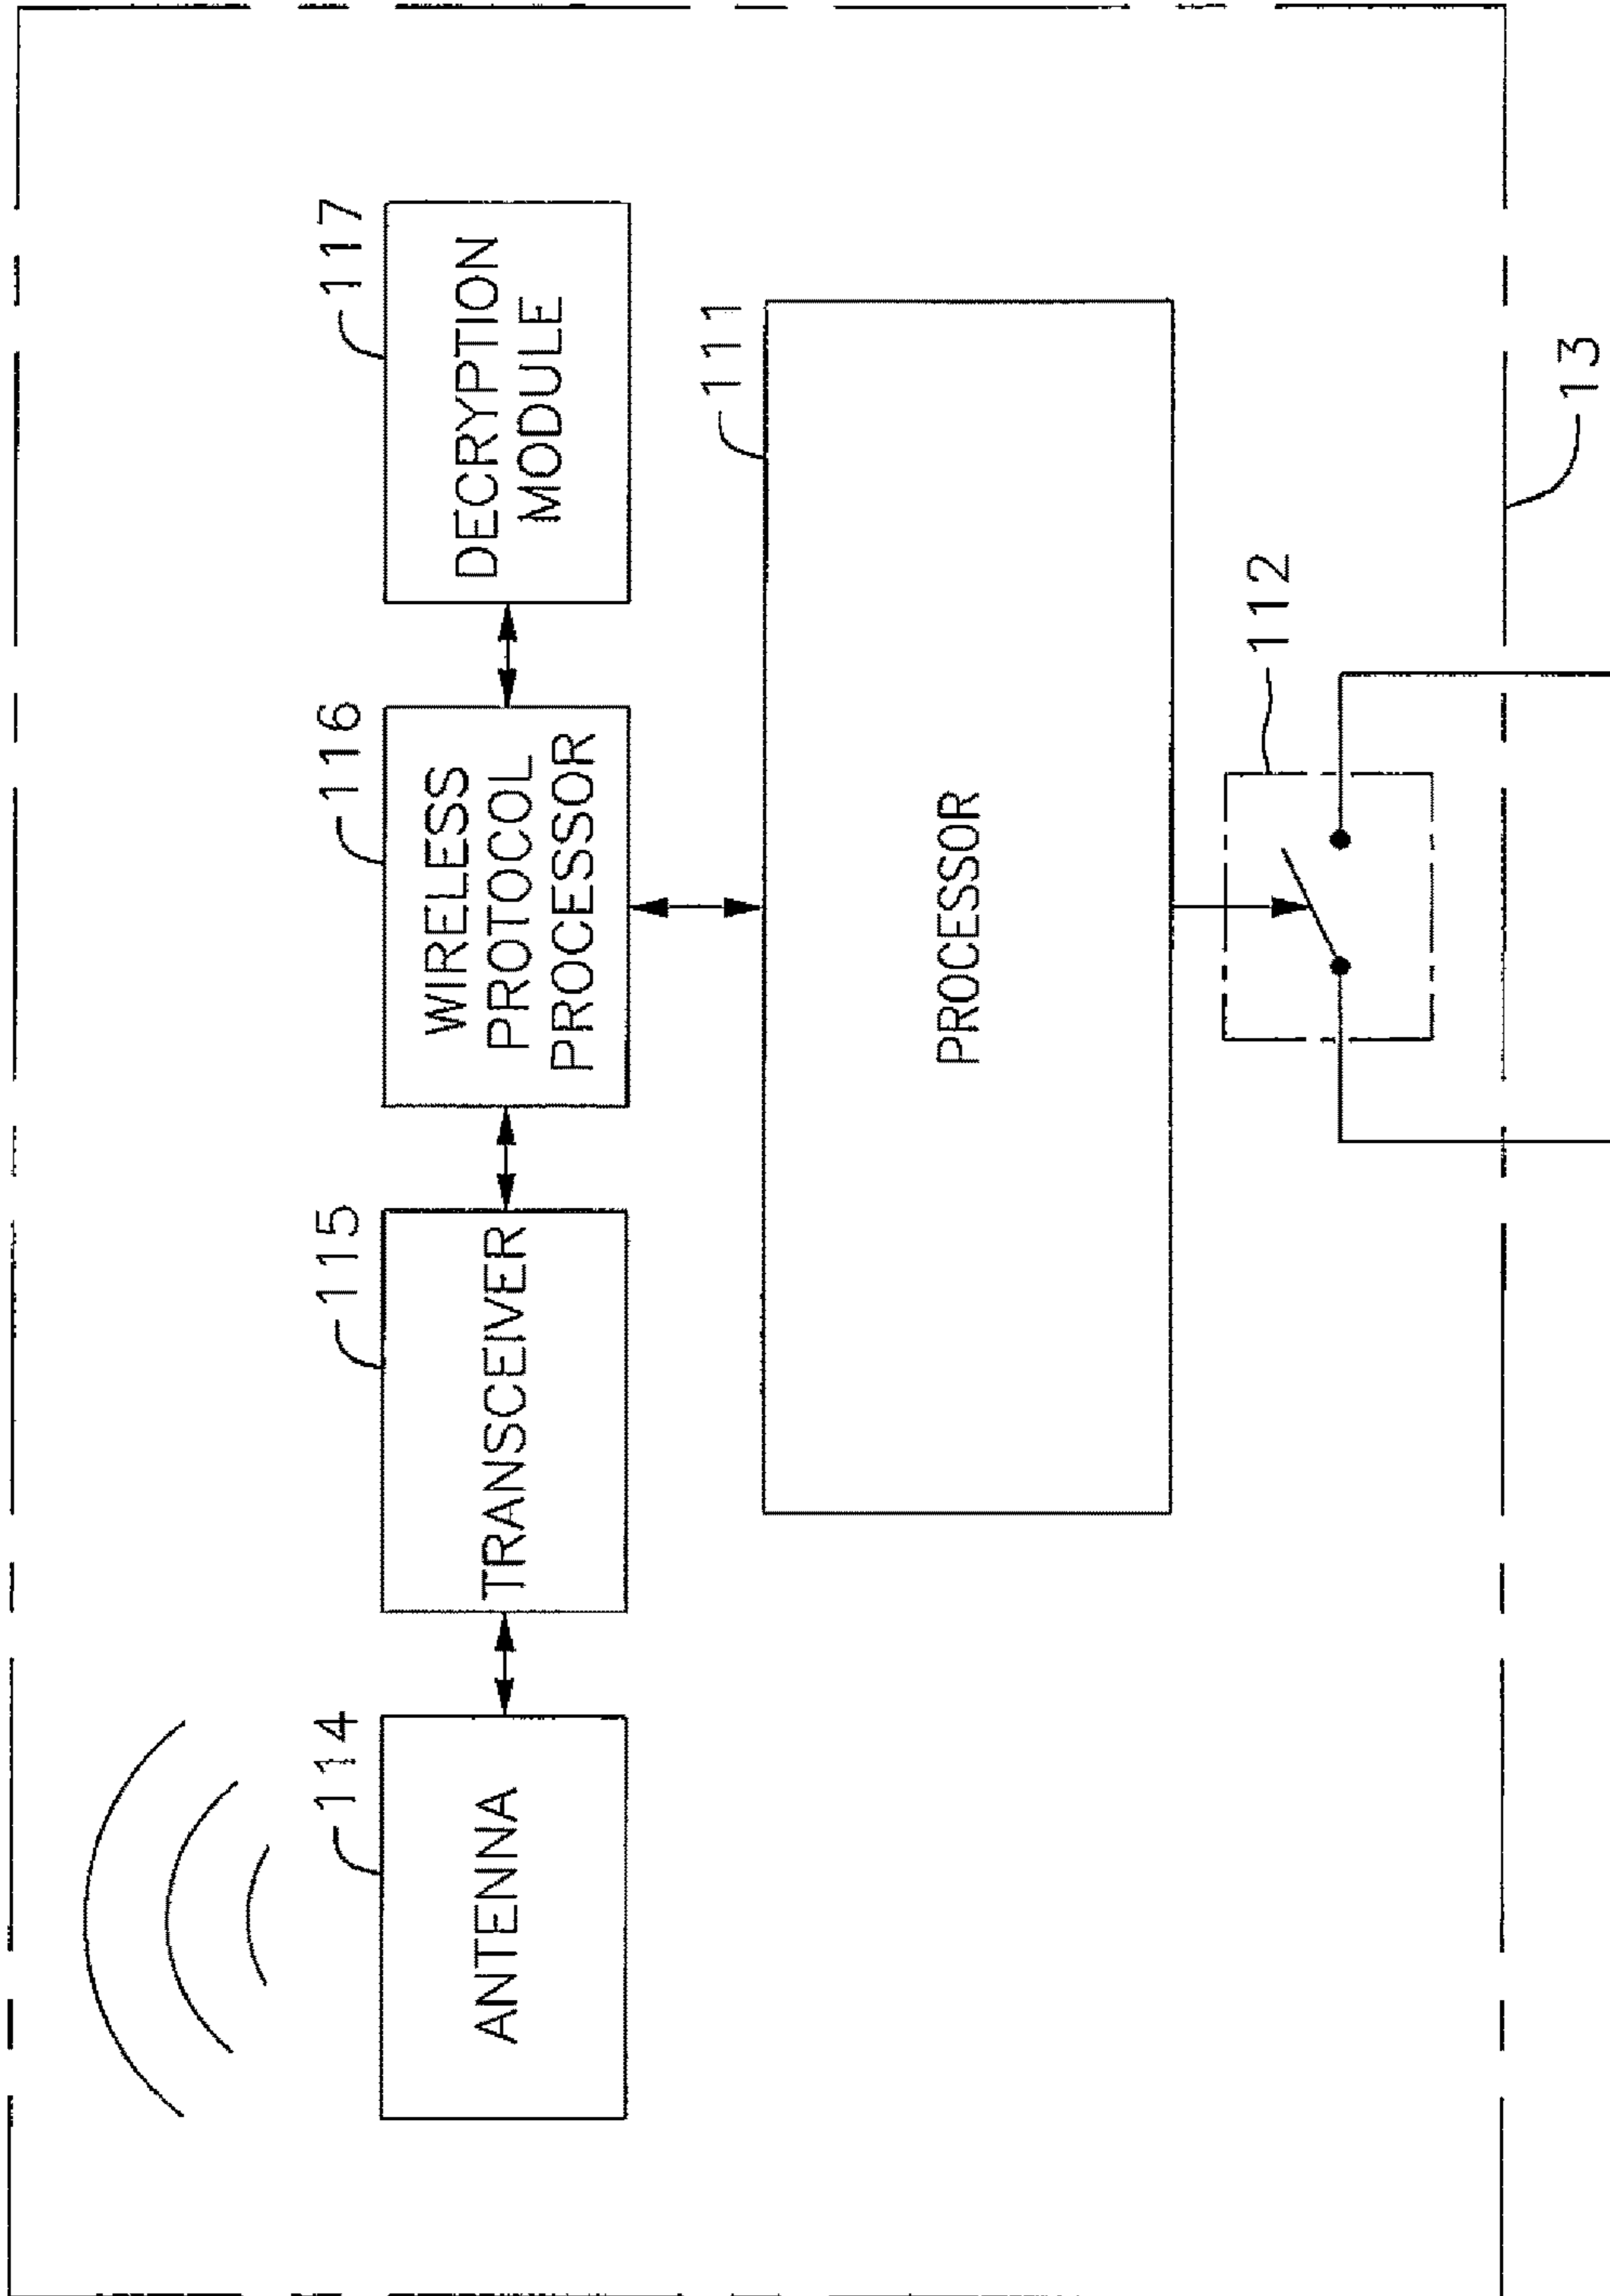 114
ANTENNA
115
TRANSCEIVER
116
WIRELESS
PROTOCOL
PROCESSOR
117
DECRYPTION
MODULE
111
PROCESSOR
112
13